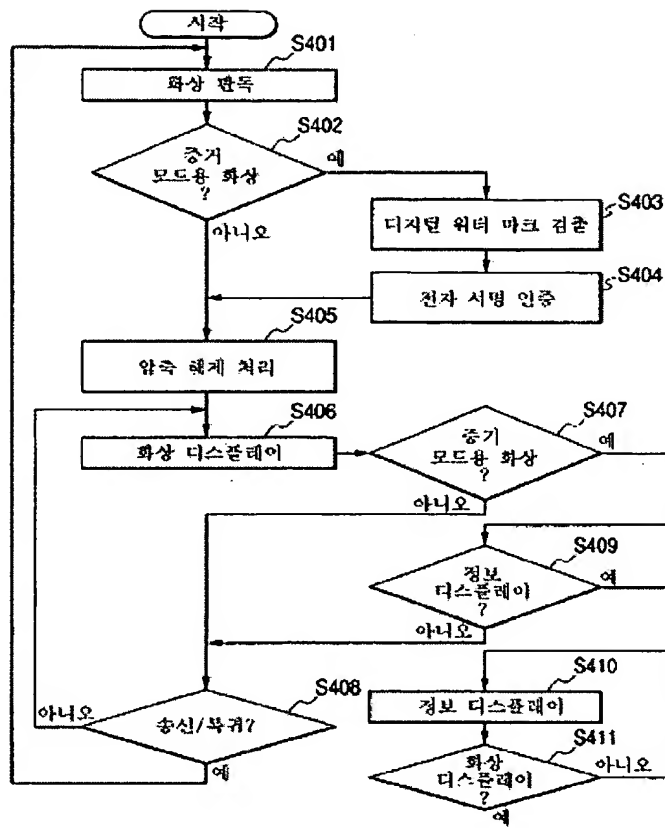 시작
S401
화상 판독
S402
증거
모드용 화상
?
예
아니오
S403
디지털 워터 마크 검출
S404
전자 서명 인증
S405
압축 해제 처리
S406
화상 디스플레이
S407
증거
모드용 화상
?
예
아니오
S409
정보
디스플레이
?
예
아니오
S408
송신/복귀?
아니오
예
S410
정보 디스플레이
S411
화상
디스플레이
?
아니오
예